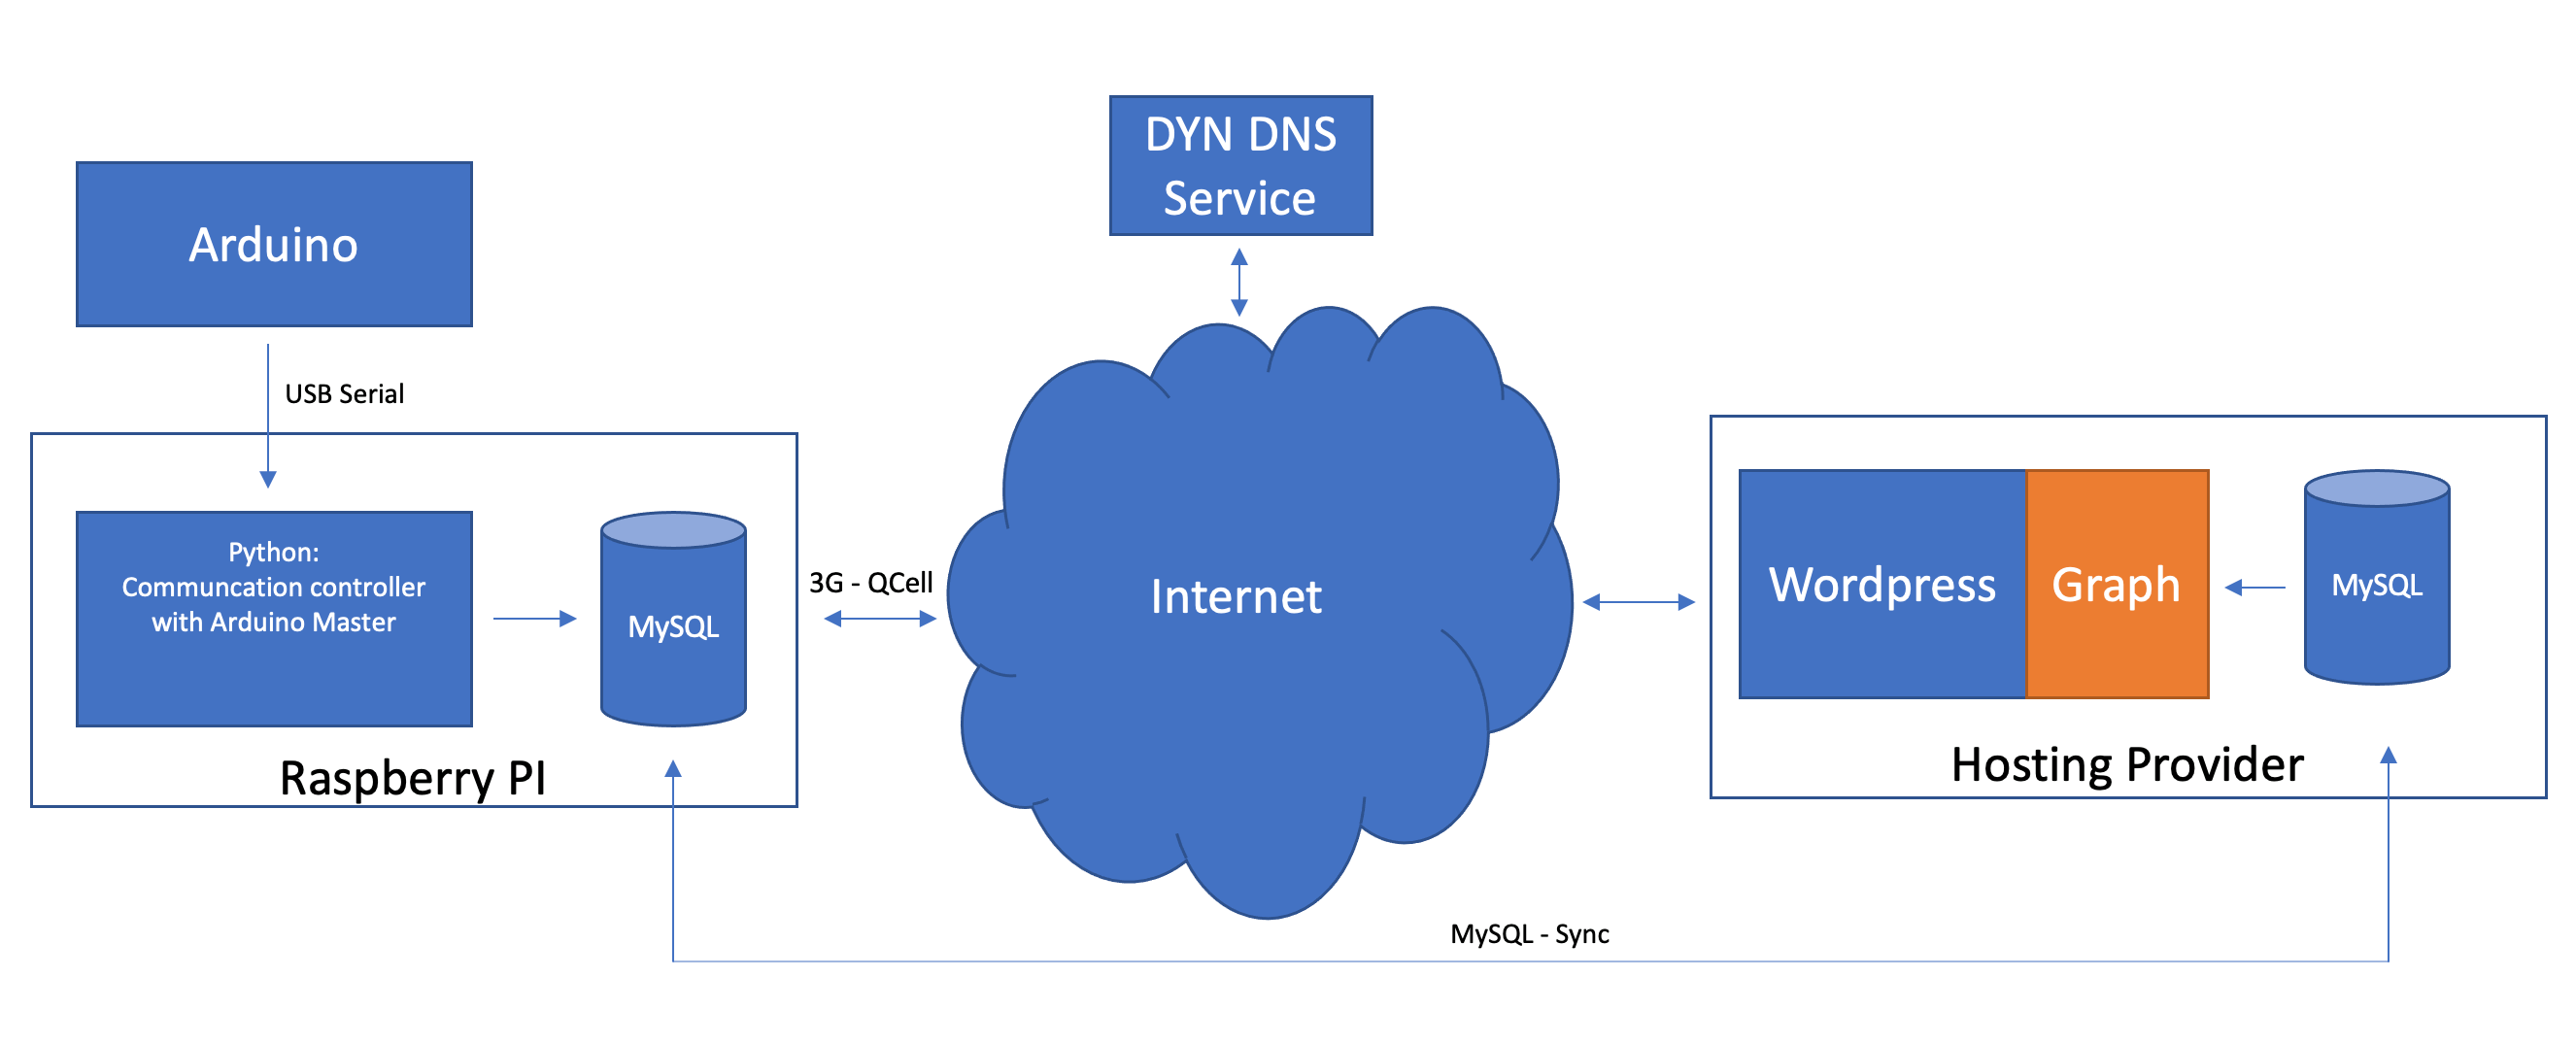 DYN DNS
Service
Arduino
USB Serial
Python:
Communcation controller
with Arduino Master
MySQL
Raspberry PI
3G - QCell
Internet
Wordpress
Graph
MySQL
Hosting Provider
MySQL - Sync